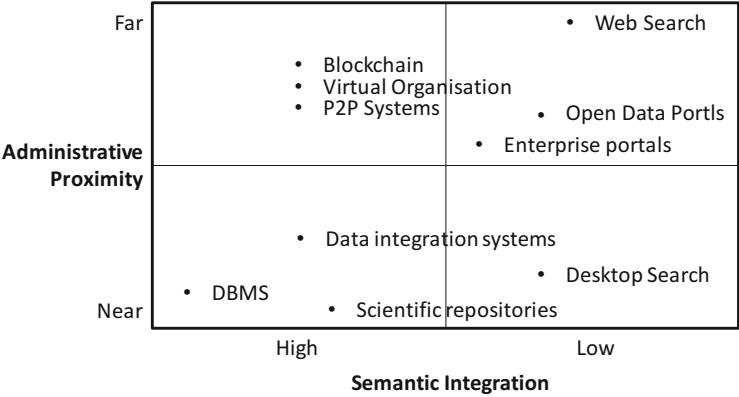 Far
Web Search
Blockchain
Virtual Organisation
P2P Systems
Open Data Portls
Enterprise portals
Administrative
Proximity
Data integration systems
Desktop Search
DBMS
Near
Scientific repositories
High
Low
Semantic Integration